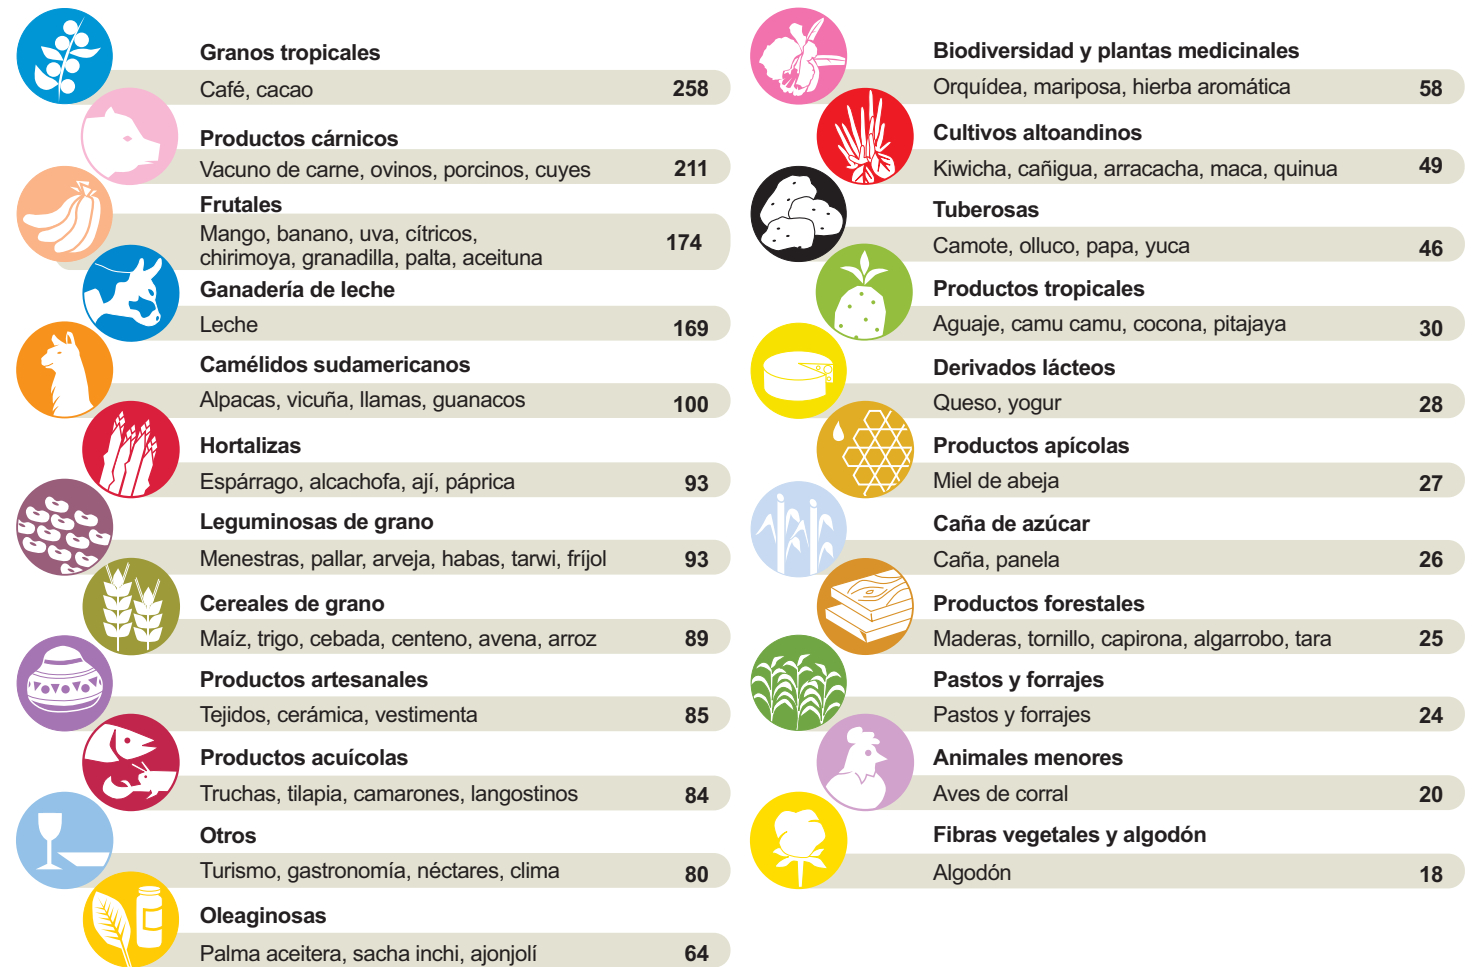 Granos tropicales
Café, cacao 258
Productos cárnicos
Vacuno de carne, ovinos, porcinos, cuyes 211
Frutales
Mango, banano, uva, cítricos,
chirimoya, granadilla, palta, aceituna 174
Ganadería de leche
Leche 169
Camélidos sudamericanos
Alpacas, vicuña, llamas, guanacos 100
Hortalizas
Espárrago, alcachofa, ají, páprica 93
Leguminosas de grano
Menestras, pallar, arveja, habas, tarwi, fríjol 93
Cereales de grano
Maíz, trigo, cebada, centeno, avena, arroz 89
Productos artesanales
Tejidos, cerámica, vestimenta 85
Productos acuícolas
Truchas, tilapia, camarones, langostinos 84
Otros
Turismo, gastronomía, néctares, clima 80
Oleaginosas
Palma aceitera, sacha inchi, ajonjolí 64
Biodiversidad y plantas medicinales
Orquídea, mariposa, hierba aromática 58
Cultivos altoandinos
Kiwicha, cañigua, arracacha, maca, quinua 49
Tuberosas
Camote, olluco, papa, yuca 46
Productos tropicales
Aguaje, camu camu, cocona, pitajaya 30
Derivados lácteos
Queso, yogur 28
Productos apícolas
Miel de abeja 27
Caña de azúcar
Caña, panela 26
Productos forestales
Maderas, tornillo, capirona, algarrobo, tara 25
Pastos y forrajes
Pastos y forrajes 24
Animales menores
Aves de corral 20
Fibras vegetales y algodón
Algodón 18